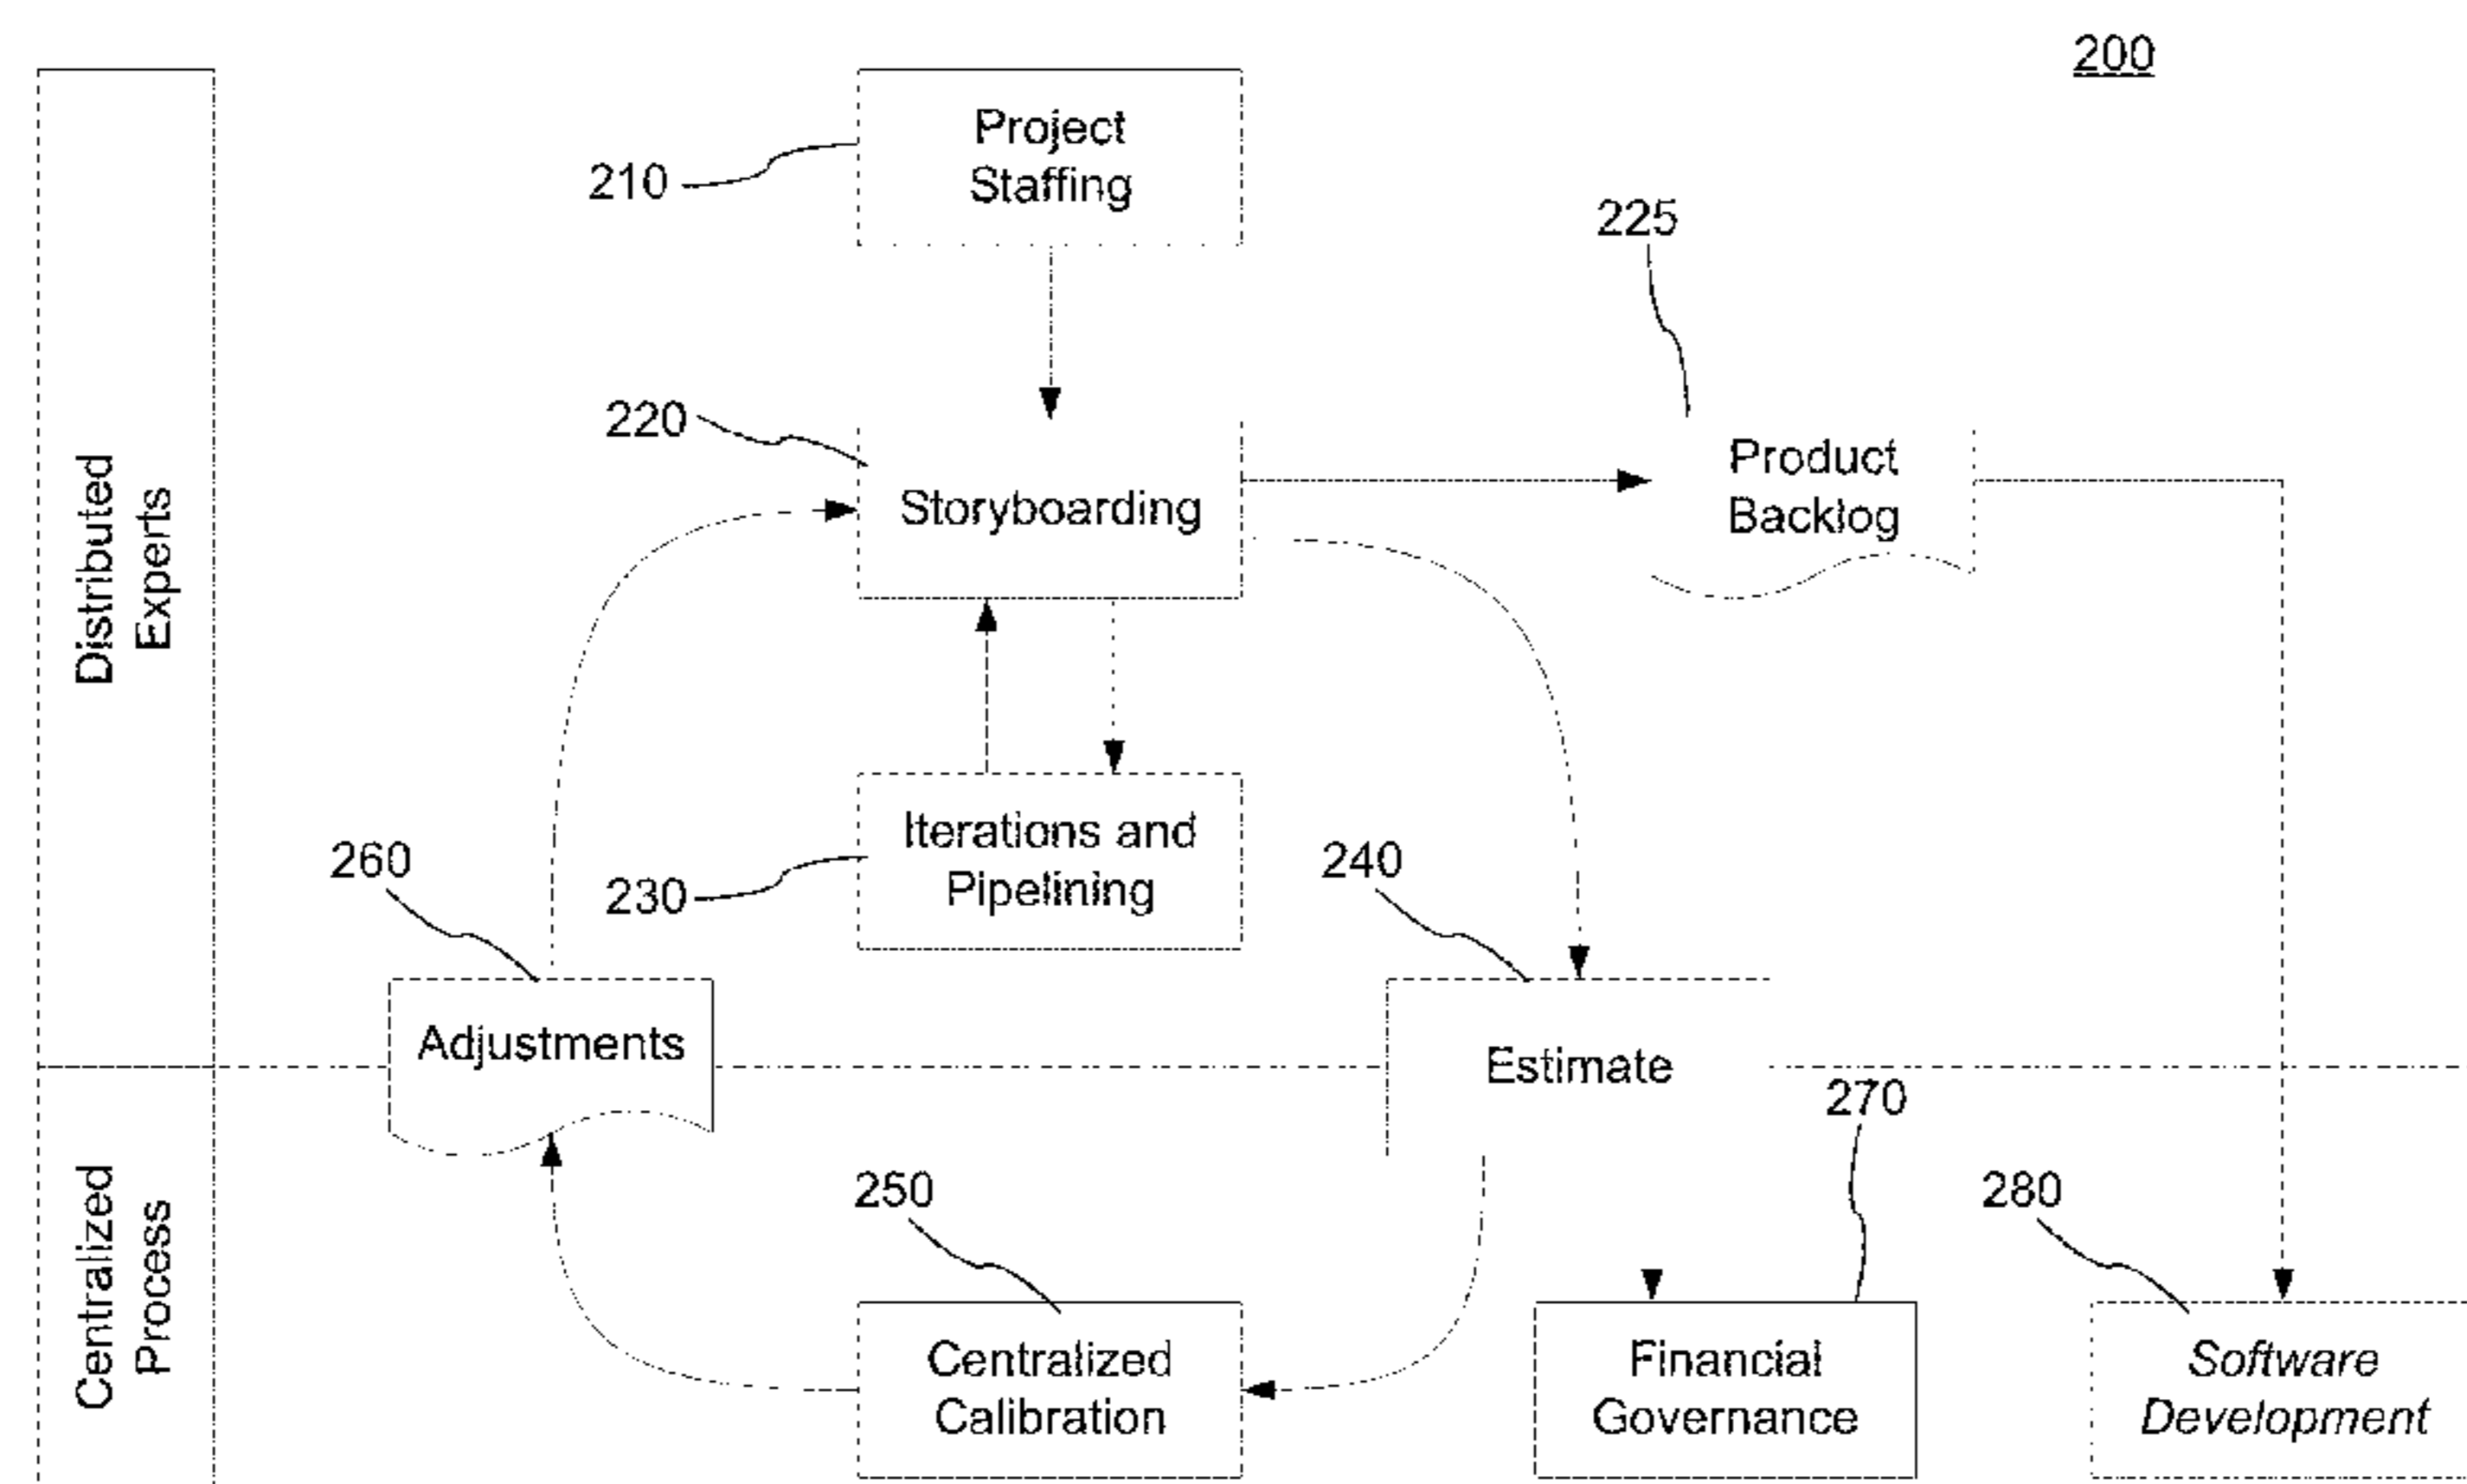 200
Project
Staffing
210
225
220
Storyboarding
Product
Backlog
Distributed
Experts
Iterations and
Pipelining
230
260
240
Adjustments
Estimate
270
Centralized
Process
250
280
Centralized
Calibration
Financial
Governance
Software
Development